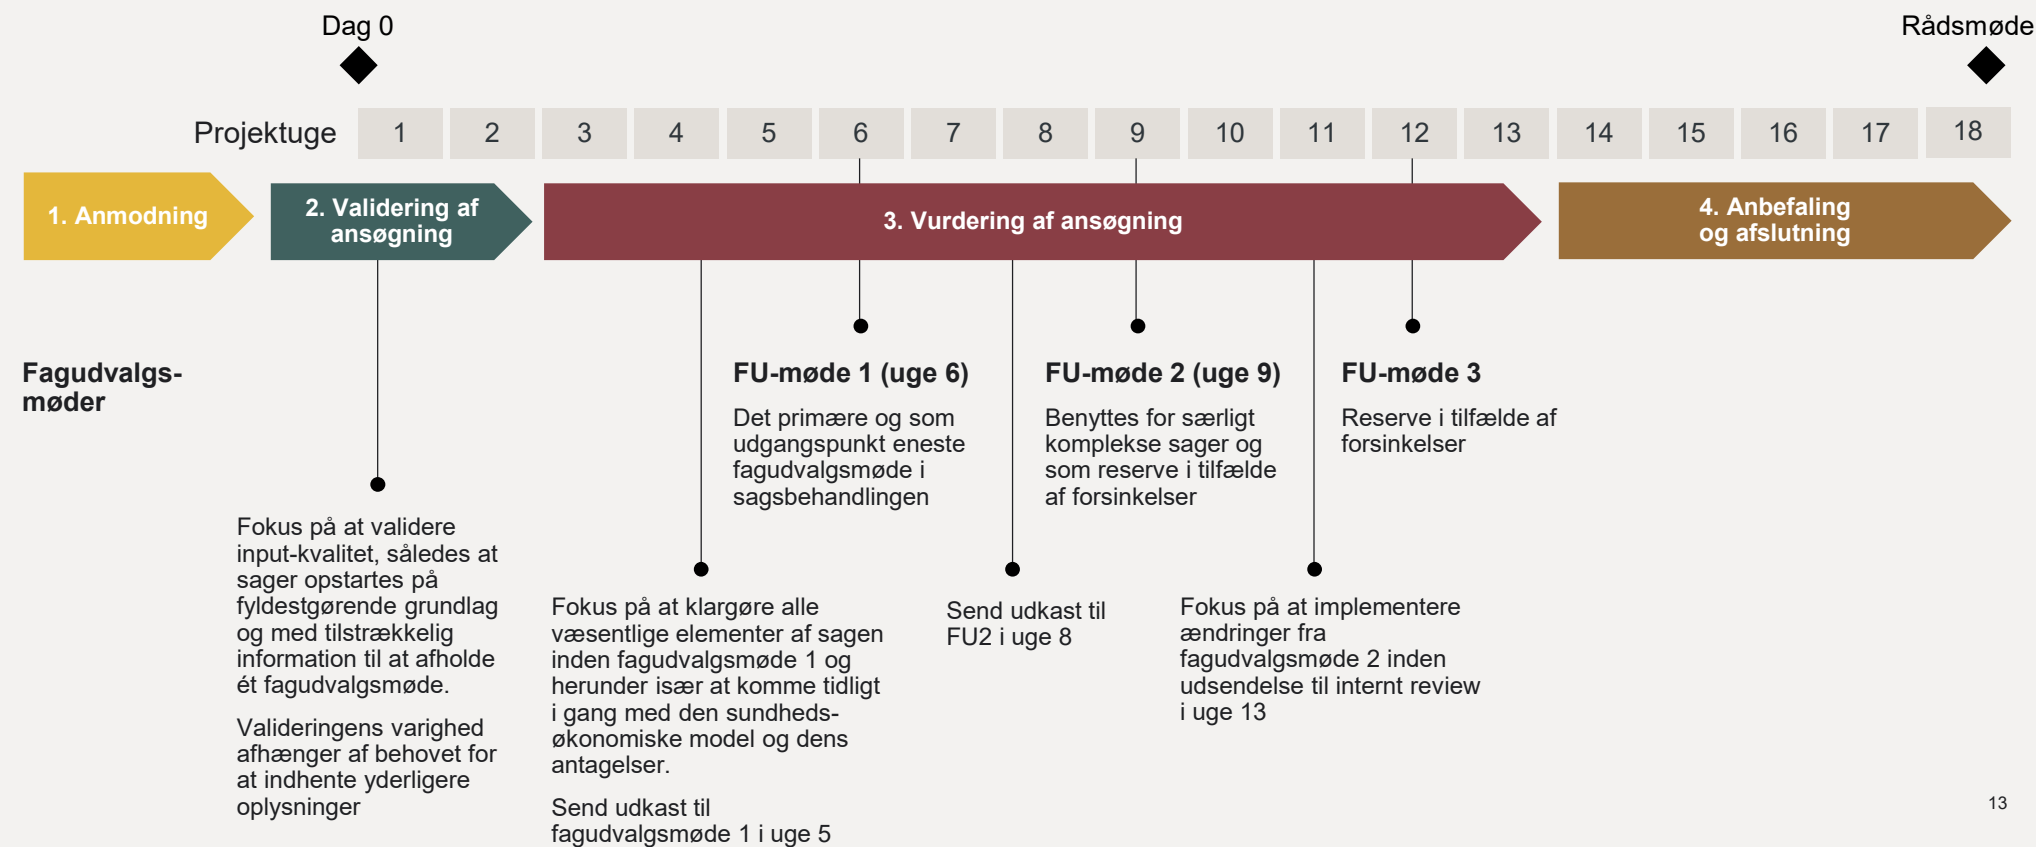 Dag 0
Rådsmøde
Projektuge 1 2 3 4 5 6 7 8 9 10 11 12 13 14 15 16 17 18
1. Anmodning
2. Validering af
ansøgning
3. Vurdering af ansøgning
4. Anbefaling
og afslutning
Fagudvalgs-
møder
FU-møde 1 (uge 6)
Det primære og som
udgangspunkt eneste
fagudvalgsmøde i
sagsbehandlingen
FU-møde 2 (uge 9)
Benyttes for særligt
komplekse sager og
som reserve i tilfælde
af forsinkelser
FU-møde 3
Reserve i tilfælde af
forsinkelser
Fokus på at validere
input-kvalitet, således at
sager opstartes på
fyldestgørende grundlag
og med tilstrækkelig
information til at afholde
ét fagudvalgsmøde.
Valideringens varighed
afhænger af behovet for
at indhente yderligere
oplysninger
Fokus på at klargøre alle
væsentlige elementer af sagen
inden fagudvalgsmøde 1 og
herunder især at komme tidligt
i gang med den sundheds-
økonomiske model og dens
antagelser.
Send udkast til
fagudvalgsmøde 1 i uge 5
Send udkast til
FU2 i uge 8
Fokus på at implementere
ændringer fra
fagudvalgsmøde 2 inden
udsendelse til internt review
i uge 13
13